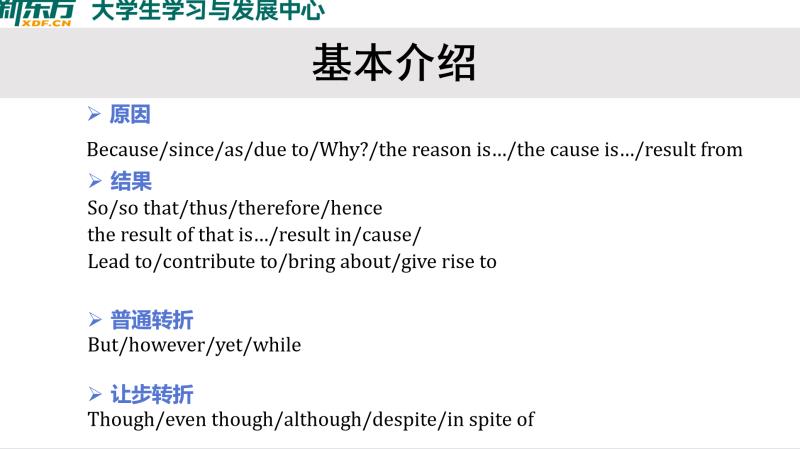 新东方 大学生学习与发展中心
XDF.CN
基本介绍
原因
Because/since/as/due to/Why?/the reason is…/the cause is…/result from
结果
So/so that/thus/therefore/hence
the result of that is…/result in/cause/
Lead to/contribute to/bring about/give rise to
普通转折
But/however/yet/while
让步转折
Though/even though/although/despite/in spite of